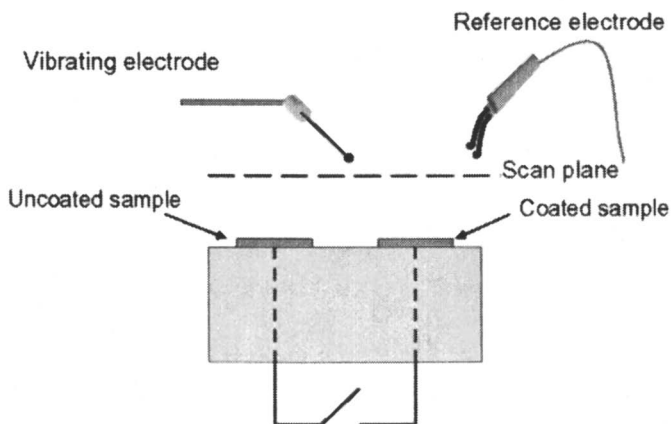 Reference electrode
Vibrating electrode
Scan plane
Uncoated sample
Coated sample